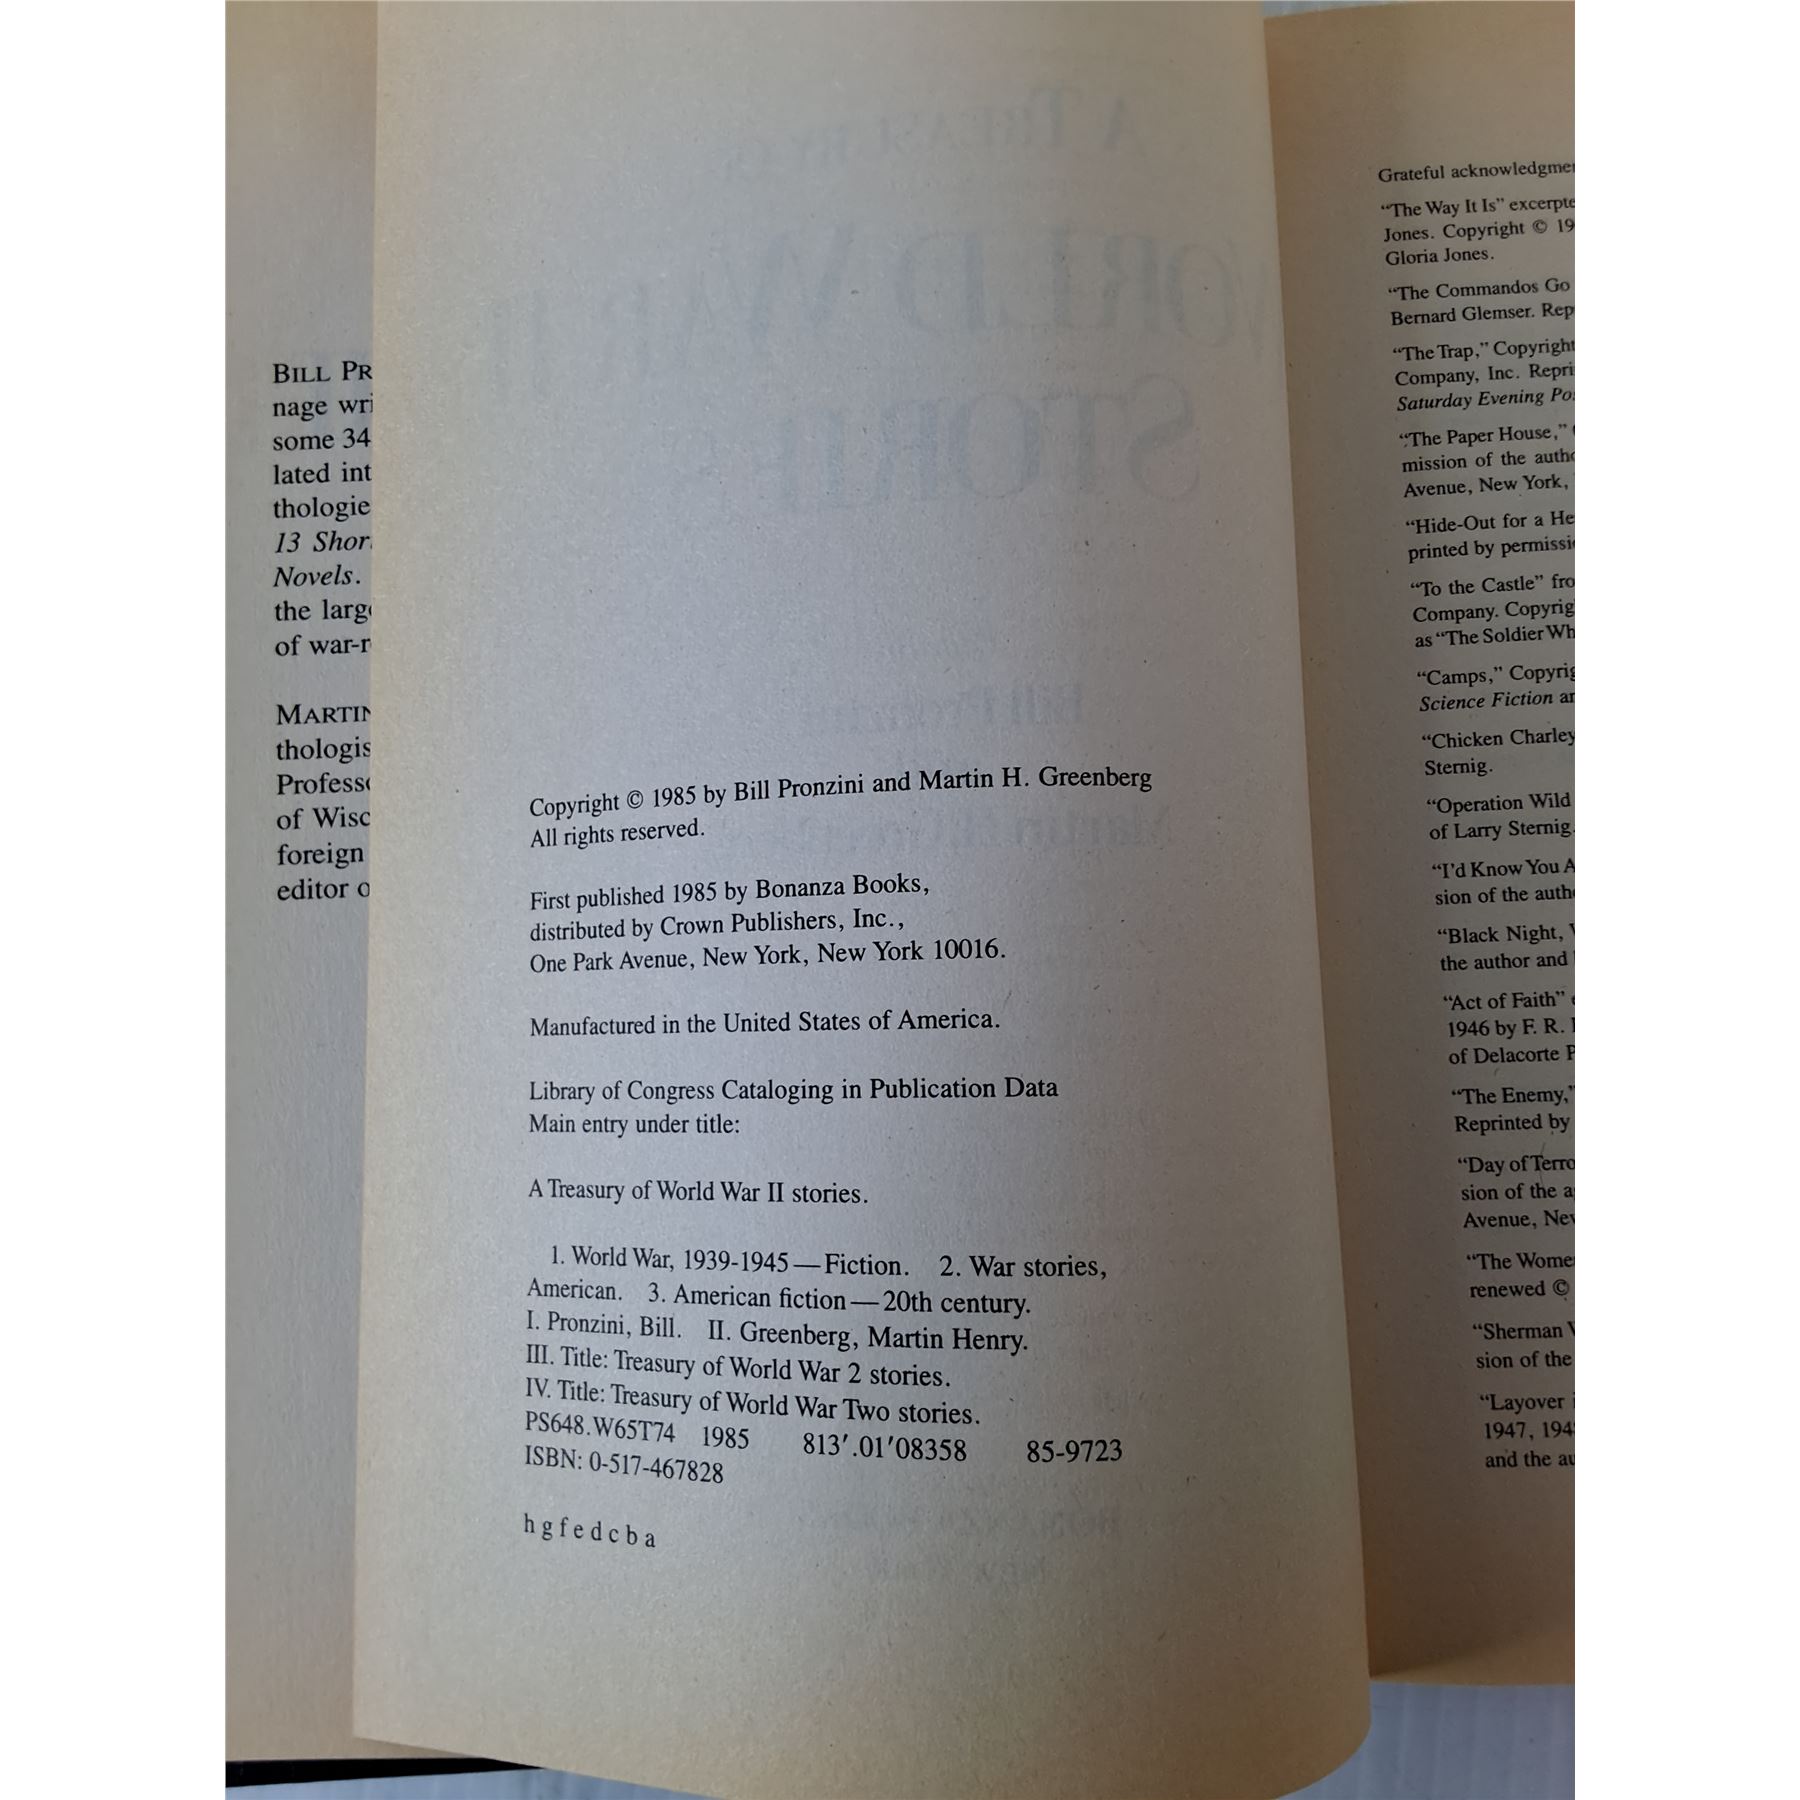 BILL PR
nage wri
some 34
lated int
thologie
13 Shor
Novels.
the larg
of war-r
MARTIN
thologis
Profess
of Wisc
foreign
editor o
Copyright © 1985 by Bill Pronzini and Martin H. Greenberg
All rights reserved.
First published 1985 by Bonanza Books,
distributed by Crown Publishers, Inc.,
One Park Avenue, New York, New York 10016.
Manufactured in the United States of America.
Library of Congress Cataloging in Publication Data
Main entry under title:
A Treasury of World War II stories.
1. World War, 1939-1945—Fiction. 2. War stories,
American. 3. American fiction—20th century.
I. Pronzini, Bill. II. Greenberg, Martin Henry.
III. Title: Treasury of World War 2 stories.
IV. Title: Treasury of World War Two stories.
PS648.W65T74 1985 813′.01′08358 85-9723
ISBN: 0-517-467828
h g f e d c b a
Grateful acknowledgme
“The Way It Is” excerpte
Jones. Copyright © 19
Gloria Jones.
“The Commandos Go
Bernard Glemser. Rep
“The Trap,” Copyright
Company, Inc. Repri
Saturday Evening Po
“The Paper House,”
mission of the auth
Avenue, New York,
“Hide-Out for a He
printed by permissi
“To the Castle” fro
Company. Copyrig
as “The Soldier Wh
“Camps,” Copyrig
Science Fiction an
“Chicken Charley
Sternig.
“Operation Wild
of Larry Sternig.
“I’d Know You A
sion of the auth
“Black Night,
the author and
“Act of Faith”
1946 by F. R.
of Delacorte P
“The Enemy,”
Reprinted by
“Day of Terro
sion of the a
Avenue, New
“The Wome
renewed ©
“Sherman
sion of the
“Layover
1947, 194
and the au